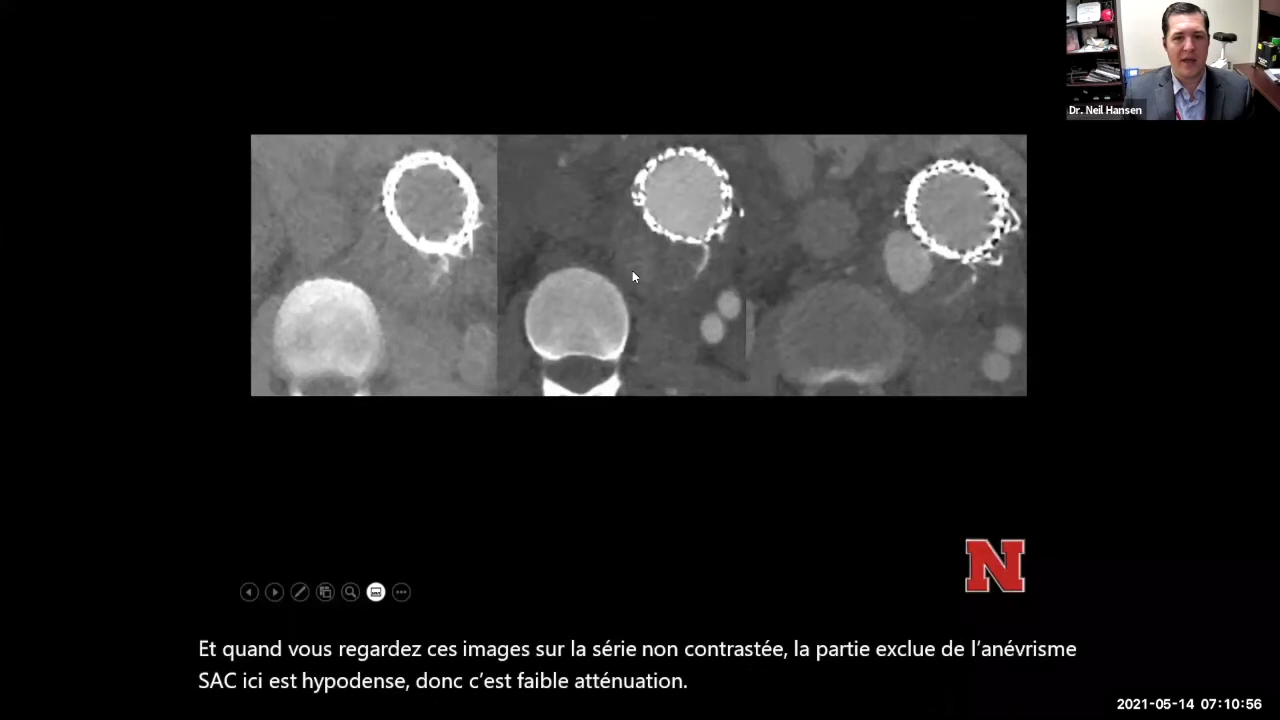 Dr. Neil Hansen
N
Et quand vous regardez ces images sur la série non contrastée, la partie exclue de l’anévrisme
SAC ici est hypodense, donc c’est faible atténuation.
2021-05-14 07:10:56